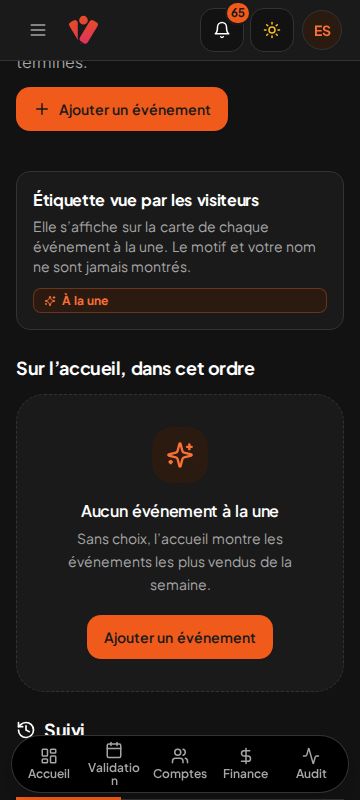 65
ES
termines.
Ajouter un événement
Étiquette vue par les visiteurs
Elle s'affiche sur la carte de chaque
événement à la une. Le motif et votre nom
ne sont jamais montrés.
À la une
Sur l'accueil, dans cet ordre
Aucun événement à la une
Sans choix, l'accueil montre les
événements les plus vendus de la
semaine.
Ajouter un événement
Suivi
Accueil
Validatio
n
Comptes
Finance
Audit